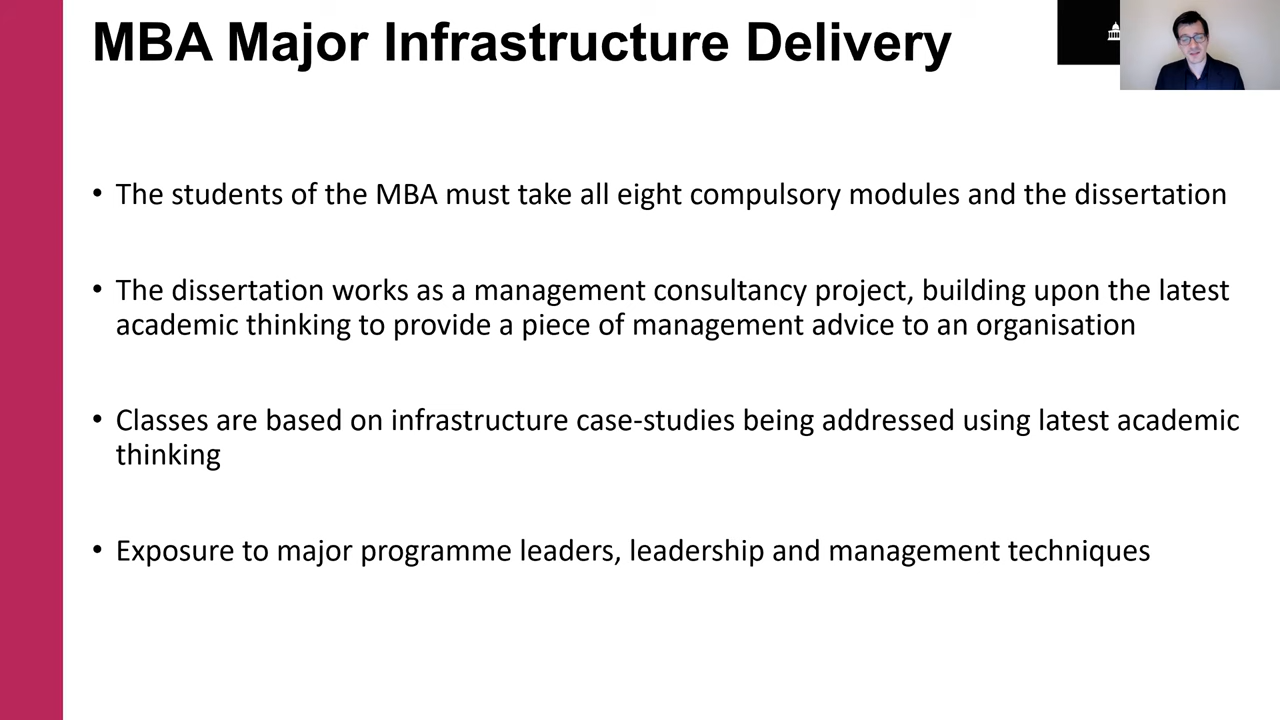 MBA Major Infrastructure Delivery
• The students of the MBA must take all eight compulsory modules and the dissertation
• The dissertation works as a management consultancy project, building upon the latest
academic thinking to provide a piece of management advice to an organisation
• Classes are based on infrastructure case-studies being addressed using latest academic
thinking
• Exposure to major programme leaders, leadership and management techniques